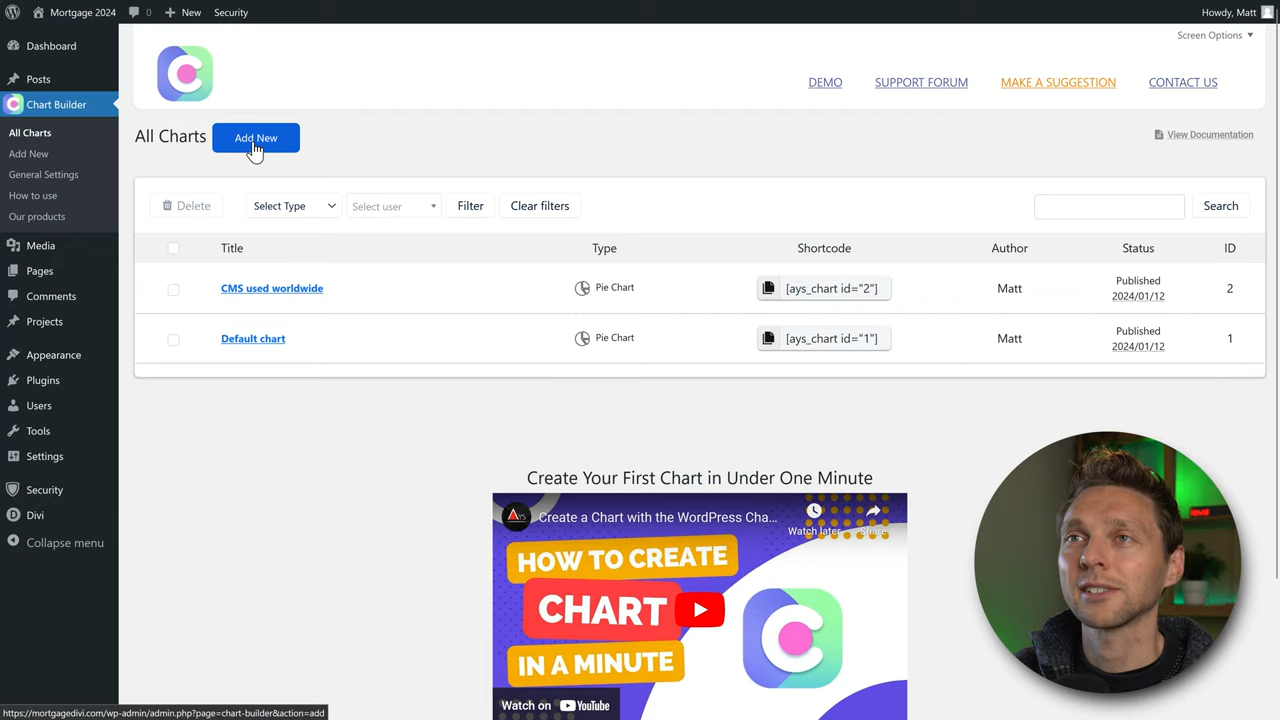 Mortgage 2024 0 New Security Howdy, Matt
Screen Options
Dashboard
Posts
Chart Builder
All Charts
Add New
General Settings
How to use
Our products
Media
Pages
Comments
Projects
Appearance
Plugins
Users
Tools
Settings
Security
Divi
Collapse menu
C
DEMO SUPPORT FORUM MAKE A SUGGESTION CONTACT US
All Charts Add New View Documentation
Delete Select Type Select user Filter Clear filters Search
Title Type Shortcode Author Status ID
CMS used worldwide Pie Chart [ays_chart id="2"] Matt Published 2
2024/01/12
Default chart Pie Chart [ays_chart id="1"] Matt Published 1
2024/01/12
Create Your First Chart in Under One Minute
AYS Create a Chart with the WordPress Cha...
Watch later Share
HOW TO CREATE
CHART
IN A MINUTE
C
Watch on YouTube
https://mortgagedivi.com/wp-admin/admin.php?page=chart-builder&action=add